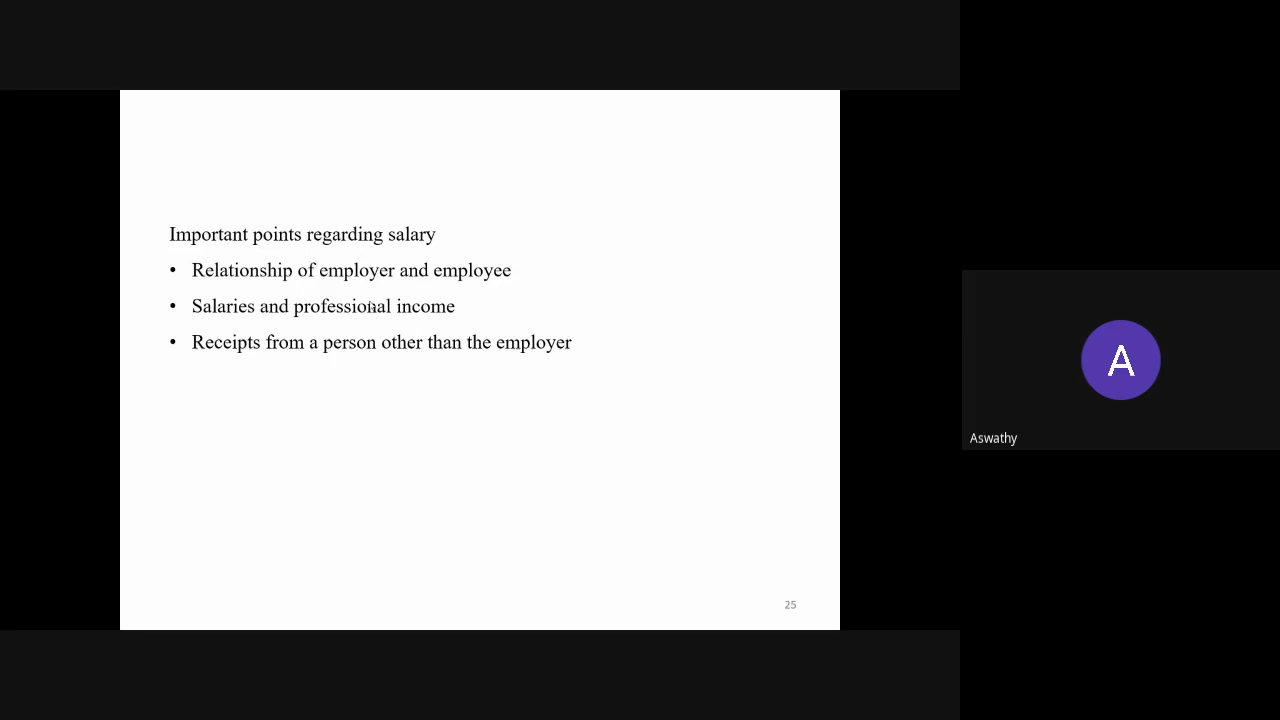 Important points regarding salary
• Relationship of employer and employee
• Salaries and professional income
• Receipts from a person other than the employer
25
A
Aswathy